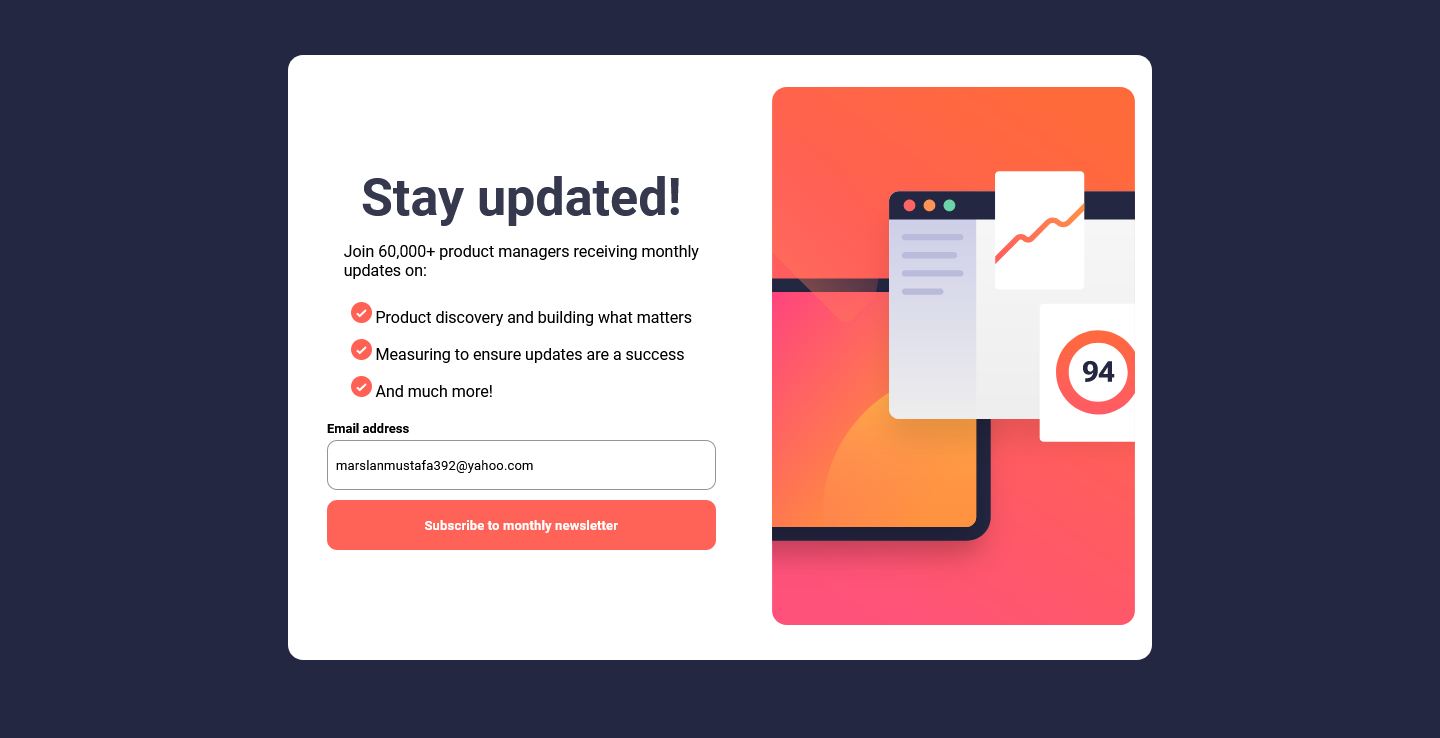 Stay updated!
Join 60,000+ product managers receiving monthly
updates on:
Product discovery and building what matters
Measuring to ensure updates are a success
And much more!
Email address
marslanmustafa392@yahoo.com
Subscribe to monthly newsletter
94